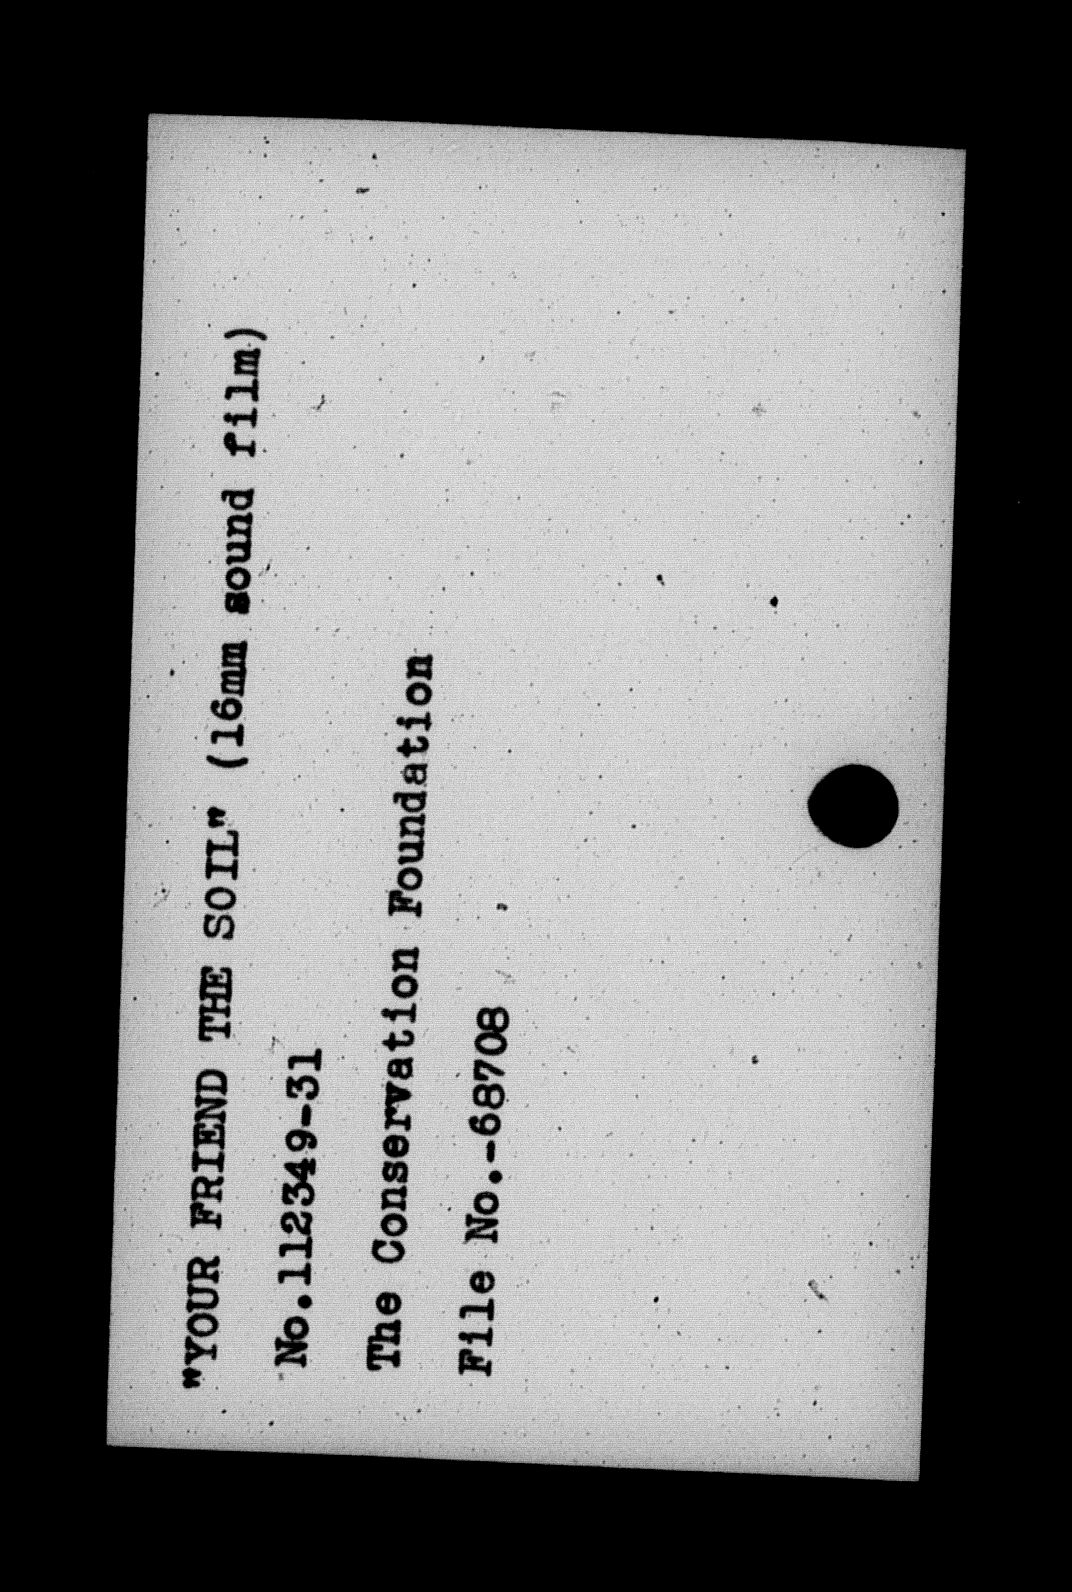 "YOUR FRIEND THE SOIL" (16mm sound film)
No.112349-31
The Conservation Foundation
File No.-68708